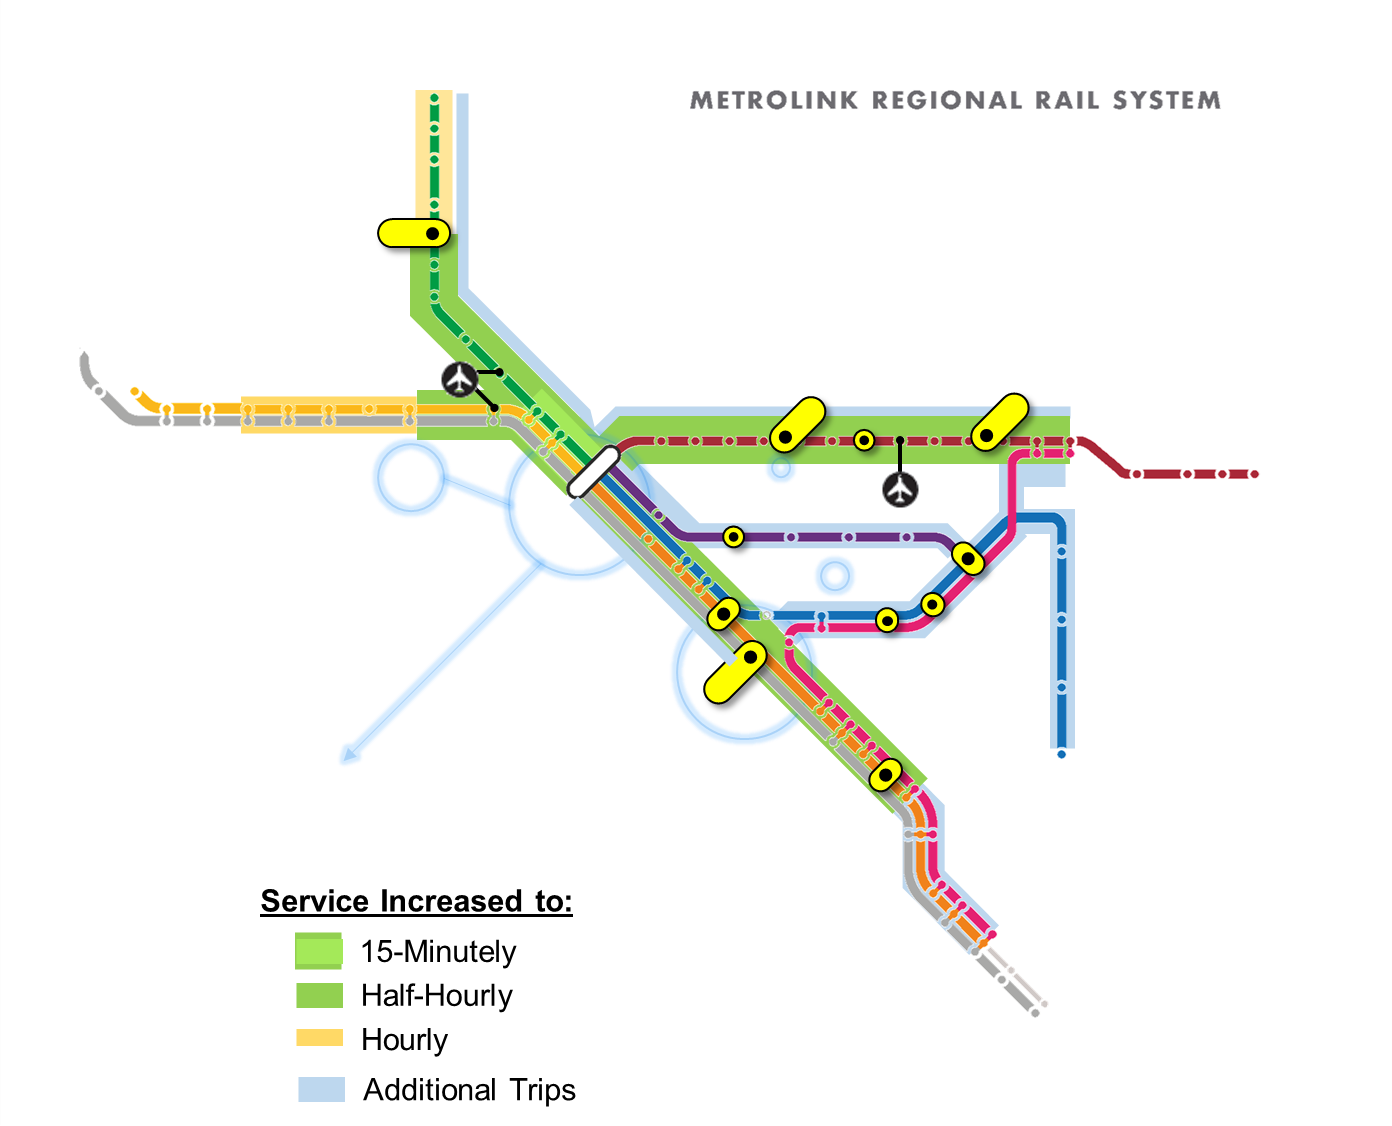 METROLINK REGIONAL RAIL SYSTEM
Service Increased to:
15-Minutely
Half-Hourly
Hourly
Additional Trips